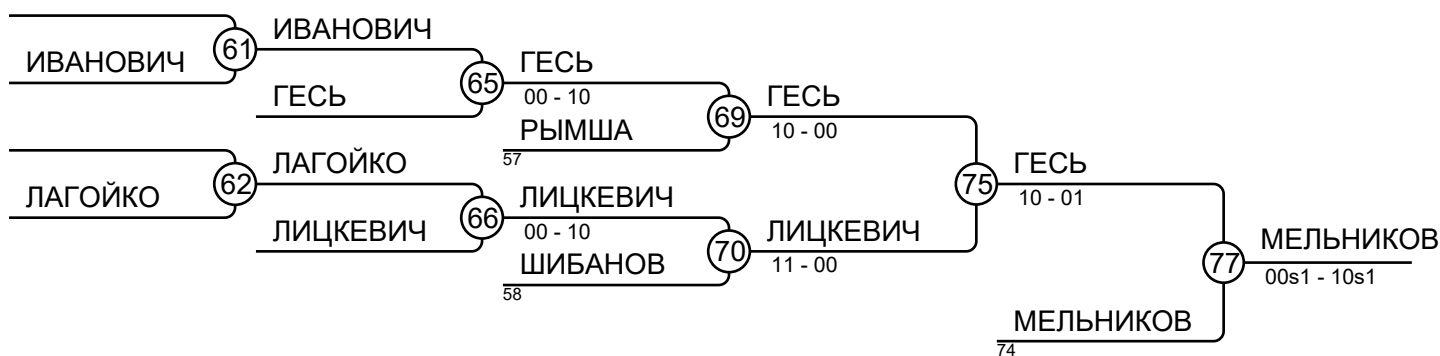 ИВАНОВИЧ
61
ИВАНОВИЧ
ГЕСЬ
65
ГЕСЬ
00 - 10
РЫМША
57
69
ГЕСЬ
10 - 00
ЛАГОЙКО
62
ЛАГОЙКО
ЛИЦКЕВИЧ
66
ЛИЦКЕВИЧ
00 - 10
ШИБАНОВ
58
70
ЛИЦКЕВИЧ
11 - 00
75
ГЕСЬ
10 - 01
МЕЛЬНИКОВ
74
77
МЕЛЬНИКОВ
00s1 - 10s1